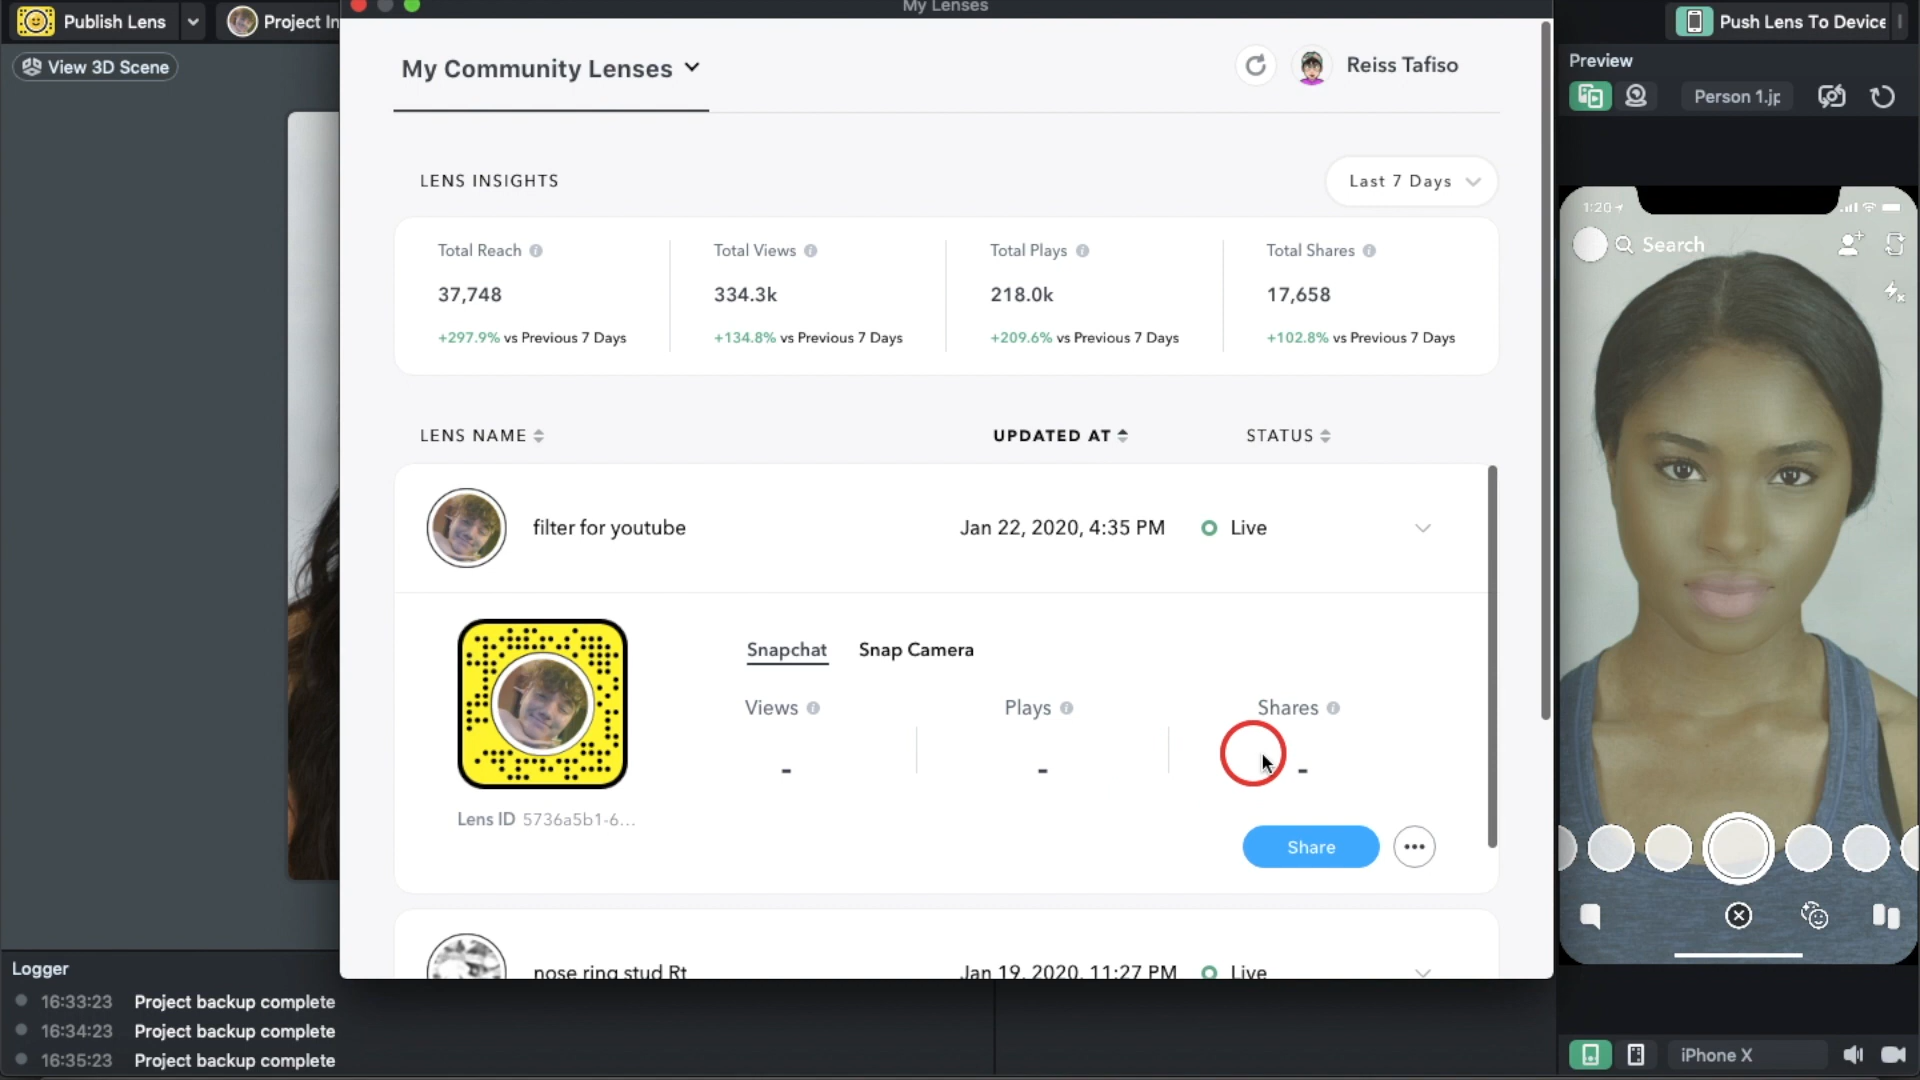 My Lenses
Publish Lens
Project In
Push Lens To Device
View 3D Scene
My Community Lenses
Reiss Tafiso
Preview
Person 1.jp
LENS INSIGHTS
Last 7 Days
Total Reach
Total Views
Total Plays
Total Shares
37,748
334.3k
218.0k
17,658
+297.9% vs Previous 7 Days
+134.8% vs Previous 7 Days
+209.6% vs Previous 7 Days
+102.8% vs Previous 7 Days
1:20
Search
LENS NAME
UPDATED AT
STATUS
filter for youtube
Jan 22, 2020, 4:35 PM
Live
Snapchat
Snap Camera
Views
Plays
Shares
-
-
-
Lens ID 5736a5b1-6...
Share
nose ring stud Rt
Jan 19, 2020, 11:27 PM
Live
Logger
16:33:23 Project backup complete
16:34:23 Project backup complete
16:35:23 Project backup complete
iPhone X